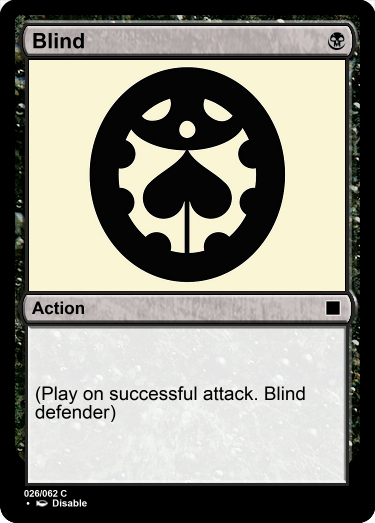 Blind
Action
(Play on successful attack. Blind
defender)
026/062 C
• Disable